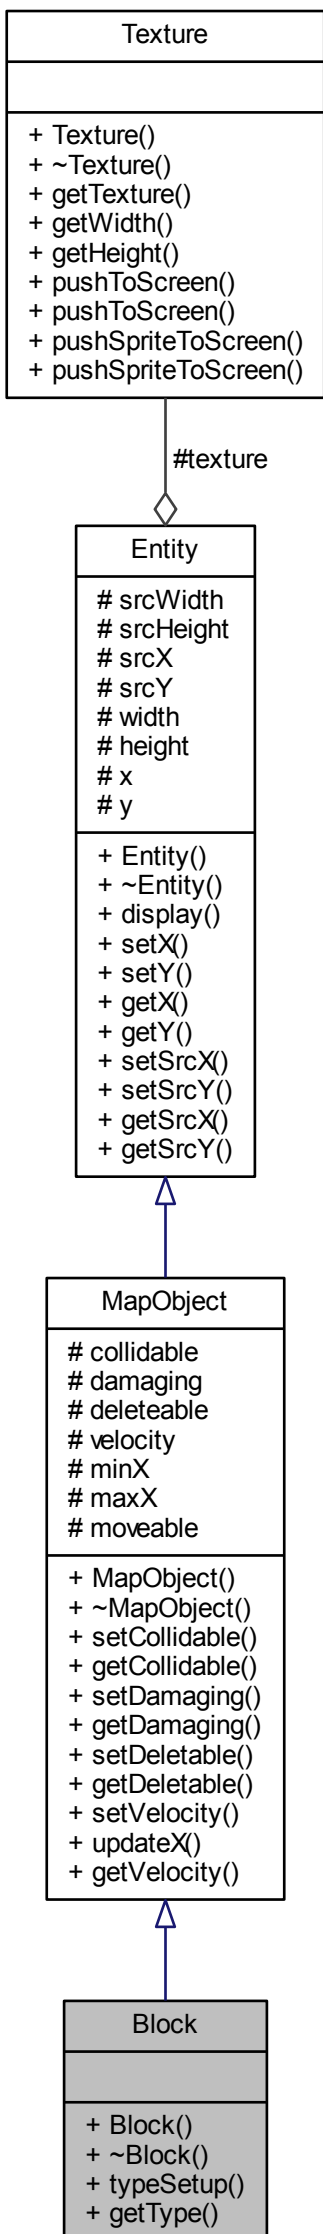 Texture
+ Texture()
+ ~Texture()
+ getTexture()
+ getWidth()
+ getHeight()
+ pushToScreen()
+ pushToScreen()
+ pushSpriteToScreen()
+ pushSpriteToScreen()
#texture
Entity
# srcWidth
# srcHeight
# srcX
# srcY
# width
# height
# x
# y
+ Entity()
+ ~Entity()
+ display()
+ setX()
+ setY()
+ getX()
+ getY()
+ setSrcX()
+ setSrcY()
+ getSrcX()
+ getSrcY()
MapObject
# collidable
# damaging
# deleteable
# velocity
# minX
# maxX
# moveable
+ MapObject()
+ ~MapObject()
+ setCollidable()
+ getCollidable()
+ setDamaging()
+ getDamaging()
+ setDeletable()
+ getDeletable()
+ setVelocity()
+ updateX()
+ getVelocity()
Block
+ Block()
+ ~Block()
+ typeSetup()
+ getType()